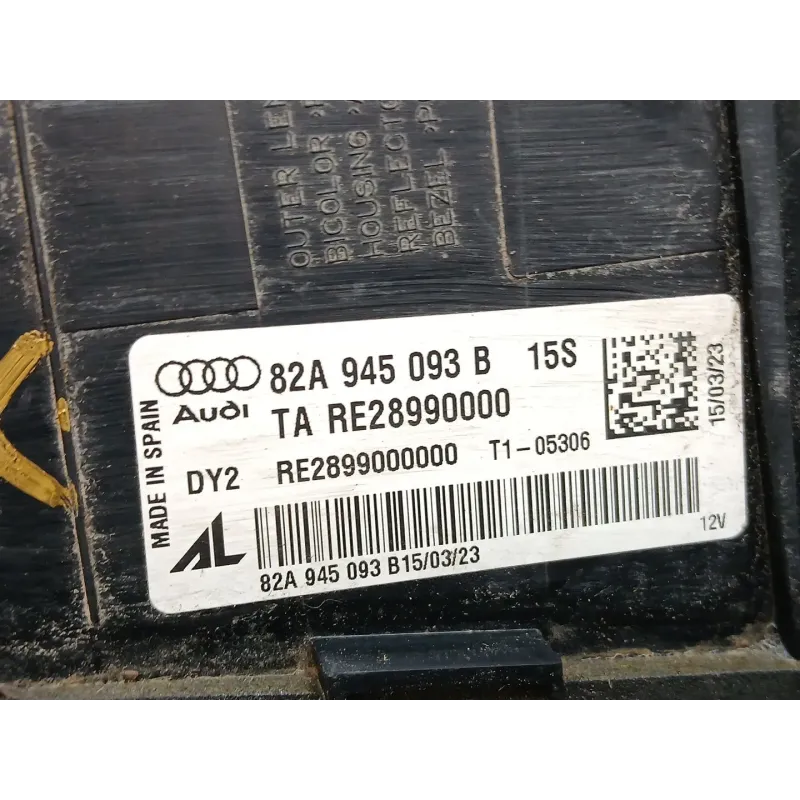 OUTER LEN
BICOLOR >P
HOUSING >
REFLECTO
BEZEL >P
MADE IN SPAIN
Audi
82A 945 093 B 15S
TA RE28990000
DY2 RE2899000000 T1-05306
15/03/23
AL
12V
82A 945 093 B15/03/23